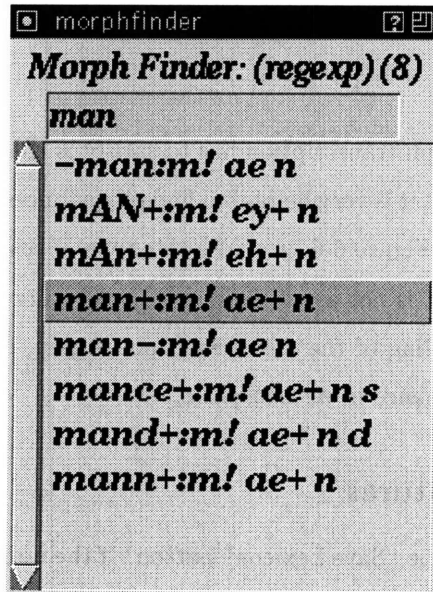 morphfinder
Morph Finder: (regexp) (8)
man
-man:m! ae n
mAN+:m! ey+ n
mAn+:m! eh+ n
man+:m! ae+ n
man-:m! ae n
mance+:m! ae+ n s
mand+:m! ae+ n d
mann+:m! ae+ n